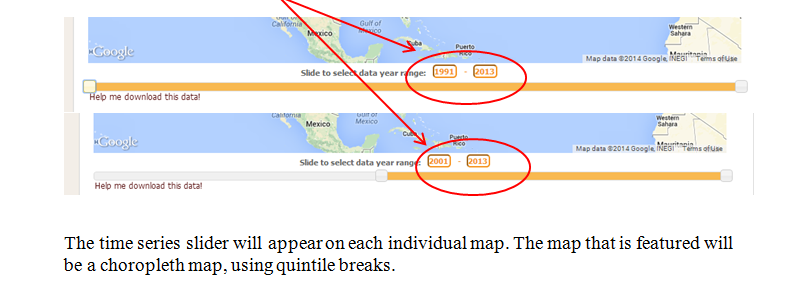 California
Gulf of
Mexico
Mexico
Cuba
Puerto
Rico
Western
Sahara
Mauritania
Google
Map data ©2014 Google, INEGI Terms of Use
Slide to select data year range: 1991 - 2013
Help me download this data!
California
Gulf of
Mexico
Mexico
Cuba
Puerto
Rico
Western
Sahara
Mauritania
Google
Map data ©2014 Google, INEGI Terms of Use
Slide to select data year range: 2001 - 2013
Help me download this data!
The time series slider will appear on each individual map. The map that is featured will
be a choropleth map, using quintile breaks.